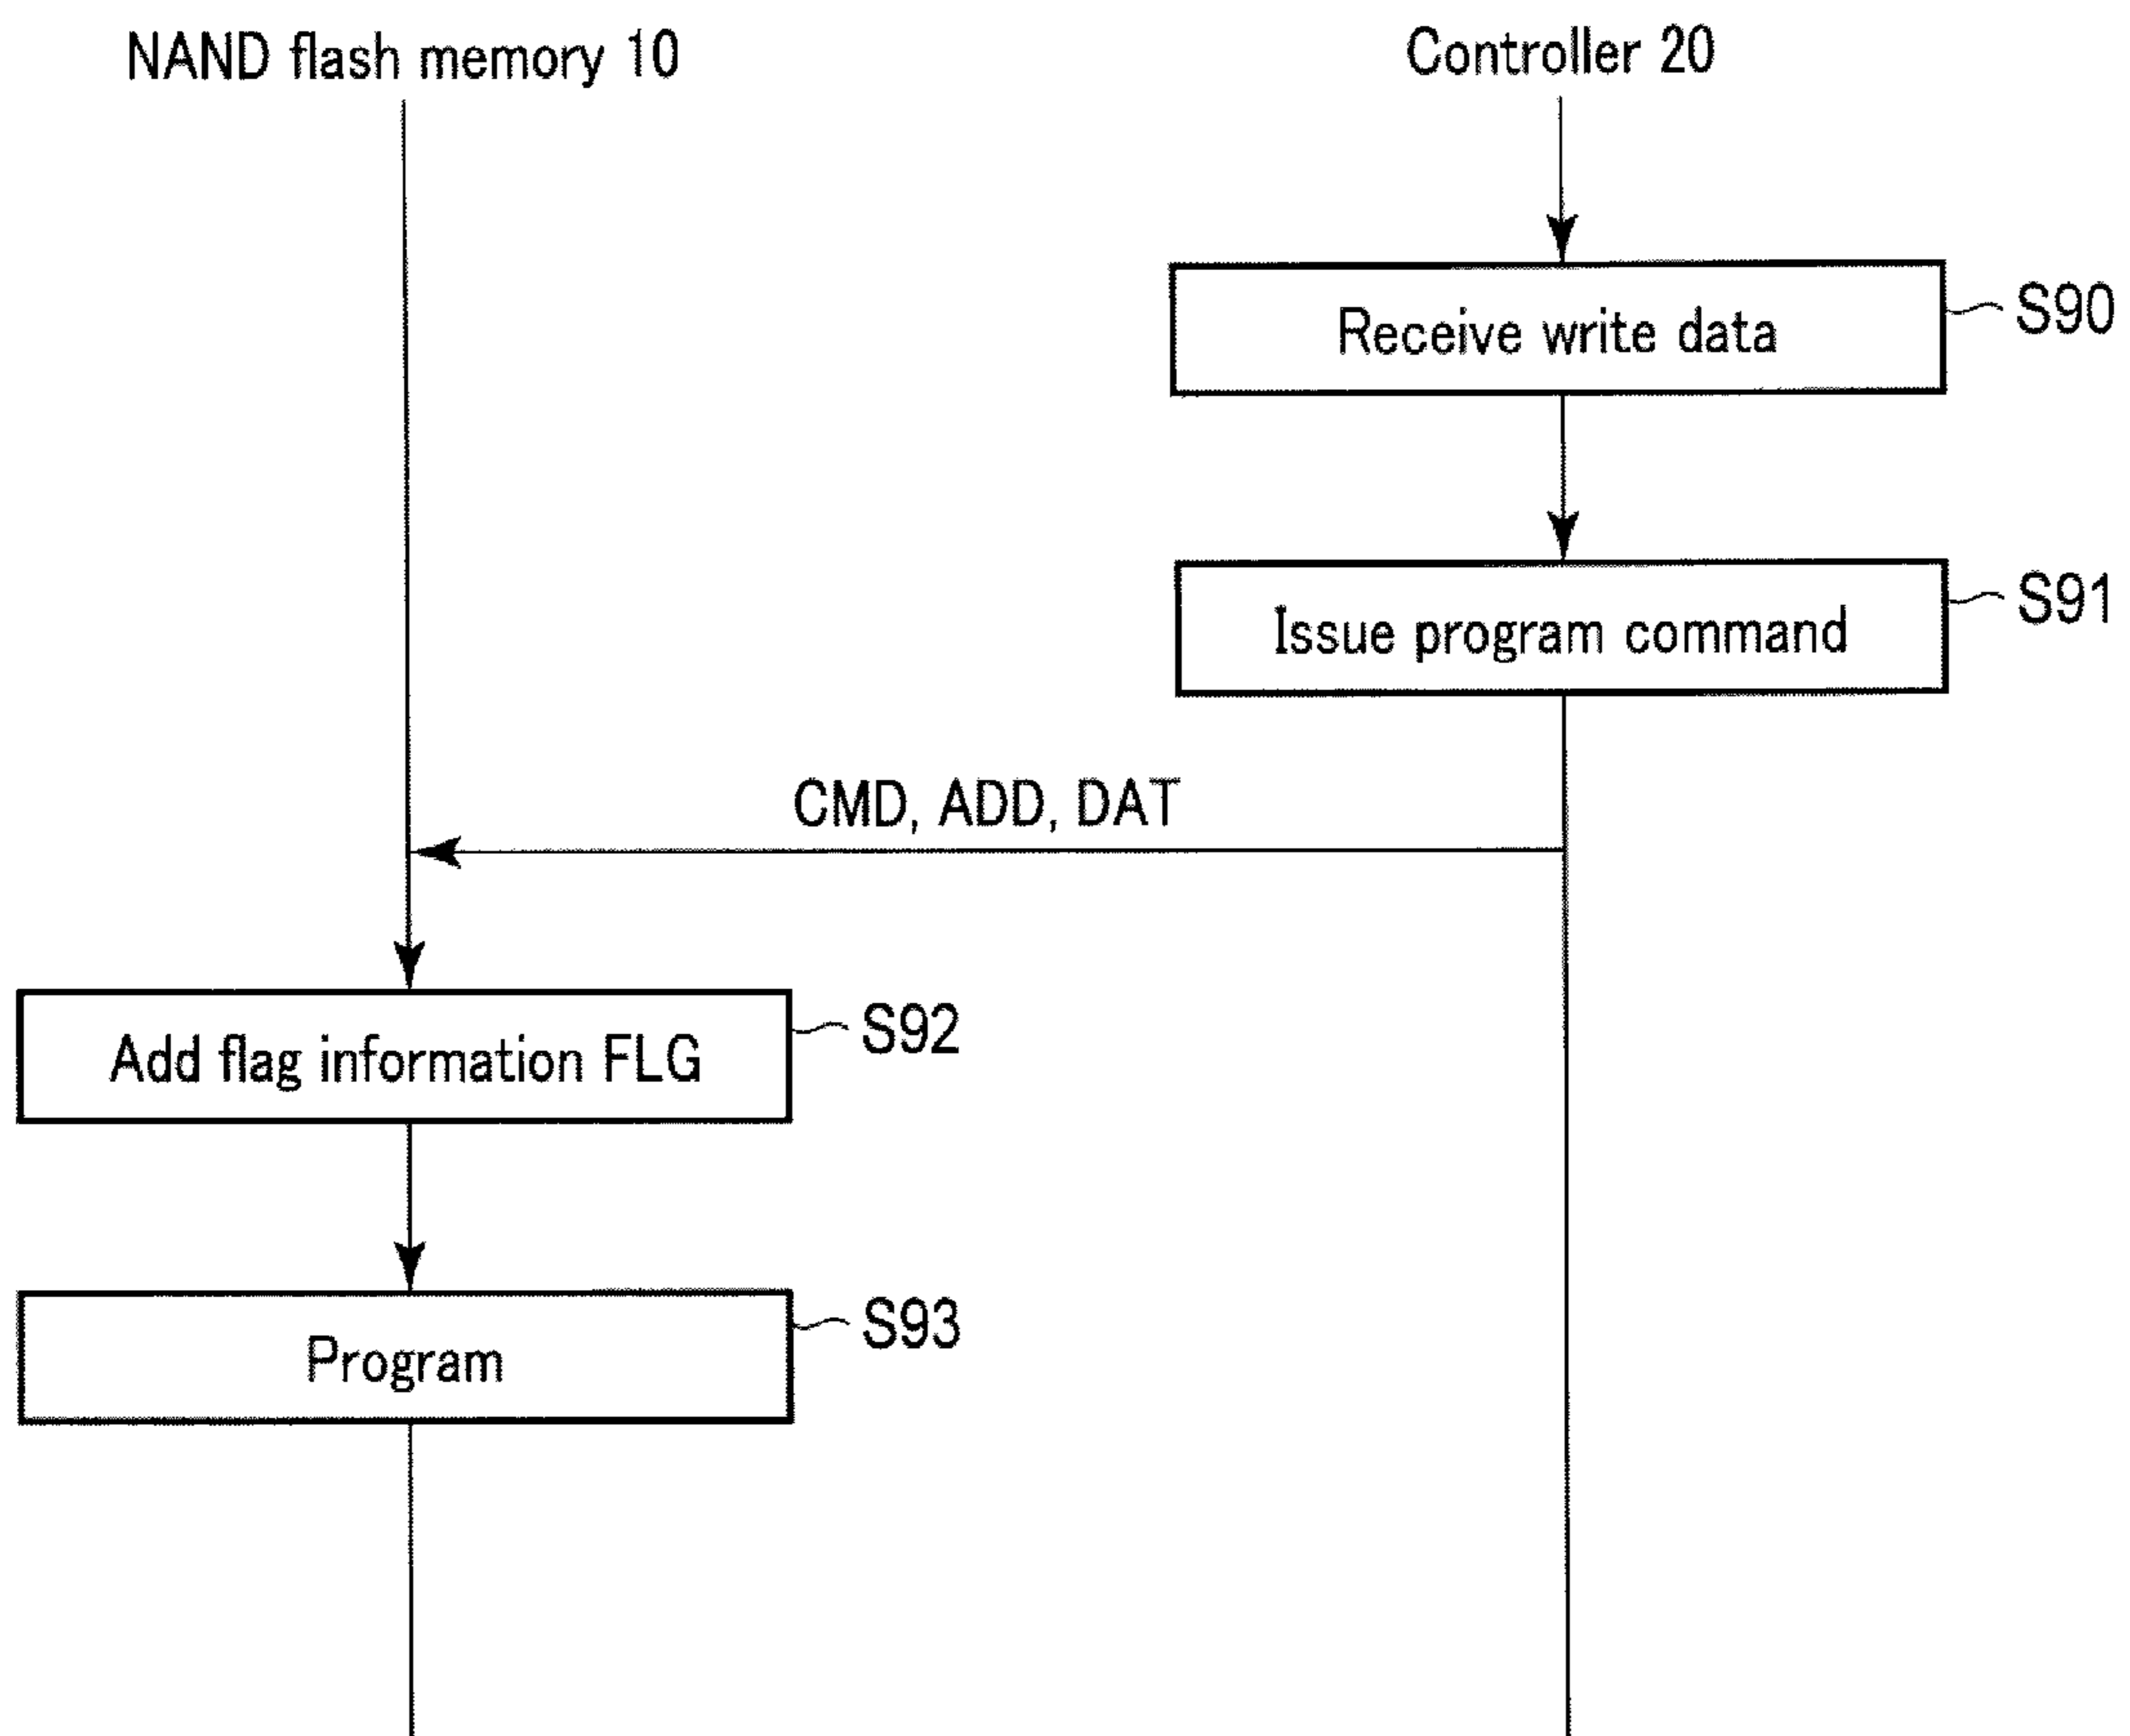 NAND flash memory 10
Controller 20
Receive write data
S90
Issue program command
S91
CMD, ADD, DAT
Add flag information FLG
S92
Program
S93